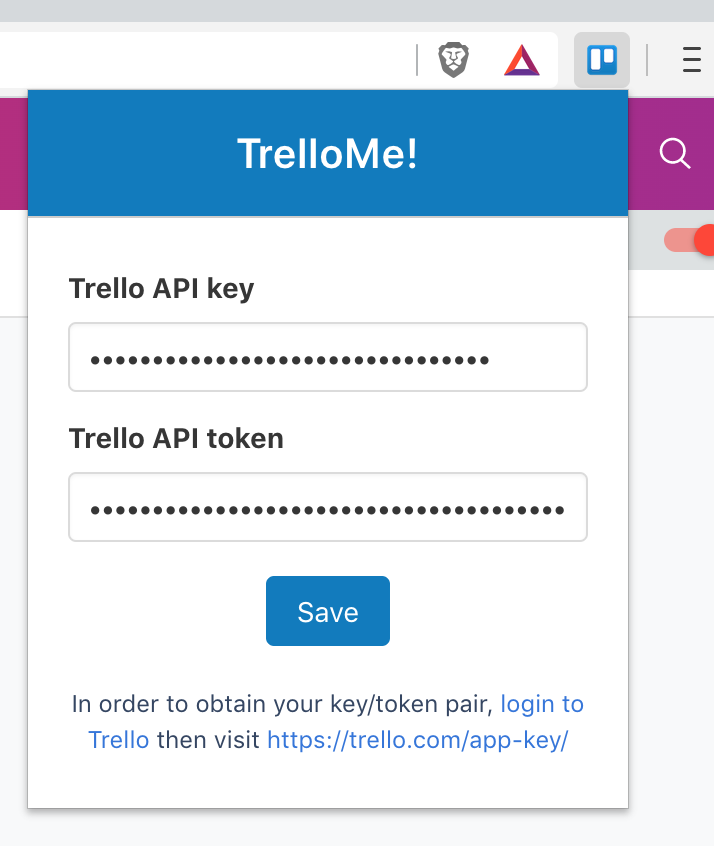 TrelloMe!
Trello API key
••••••••••••••••••••••••••••••••
Trello API token
••••••••••••••••••••••••••••••••••••••
Save
In order to obtain your key/token pair, login to
Trello then visit https://trello.com/app-key/